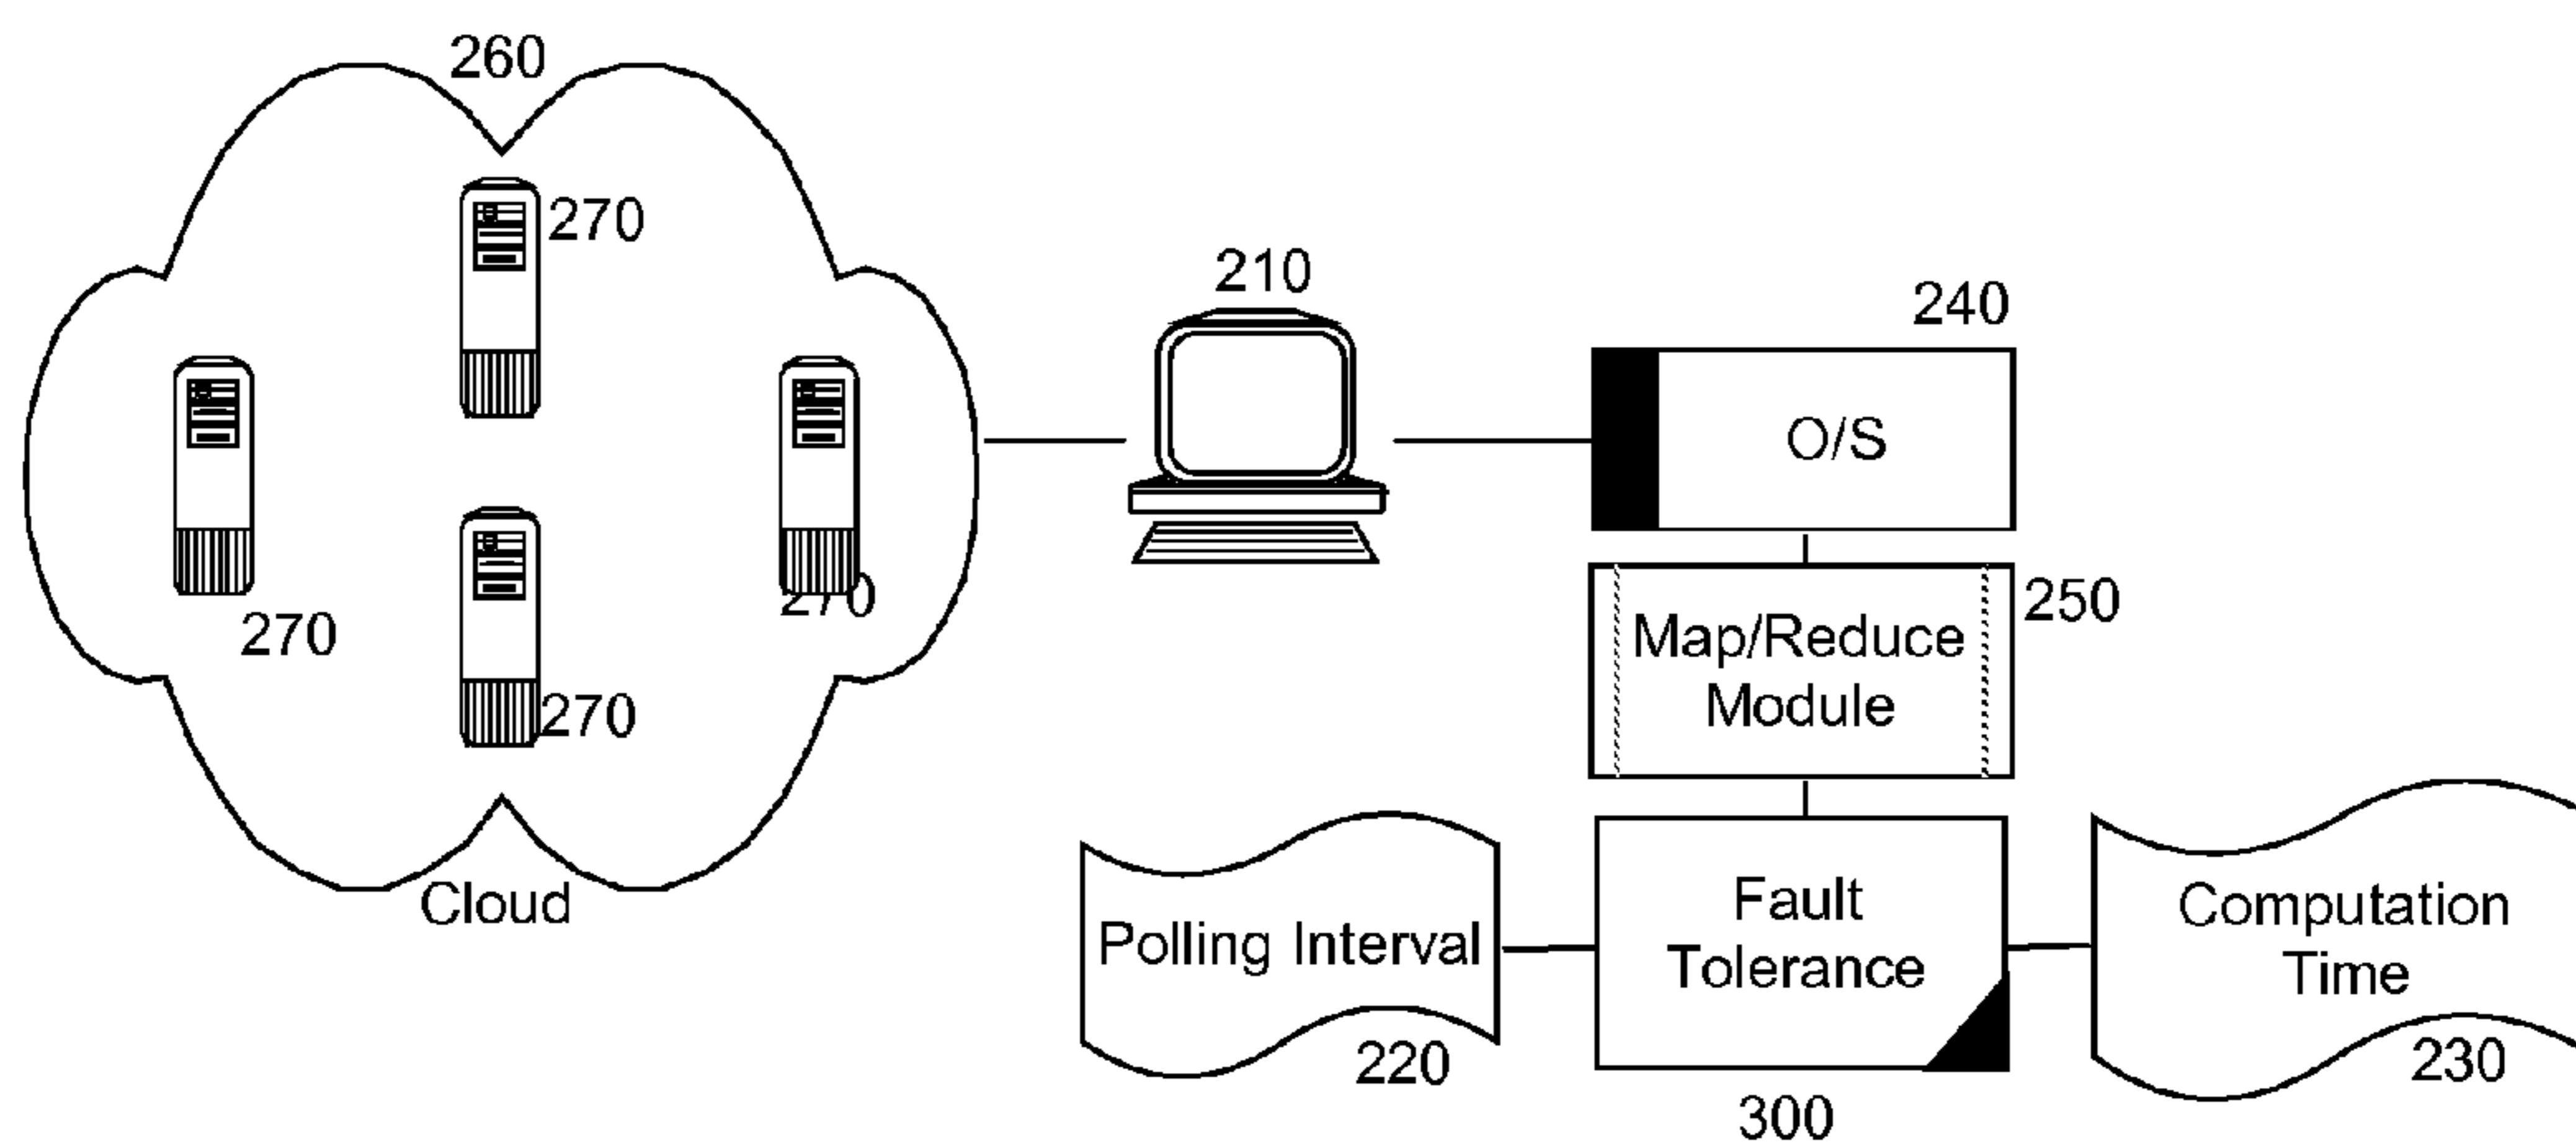 260
270
270
270
270
Cloud
210
240
O/S
250
Map/Reduce
Module
Polling Interval
220
Fault
Tolerance
300
Computation
Time
230